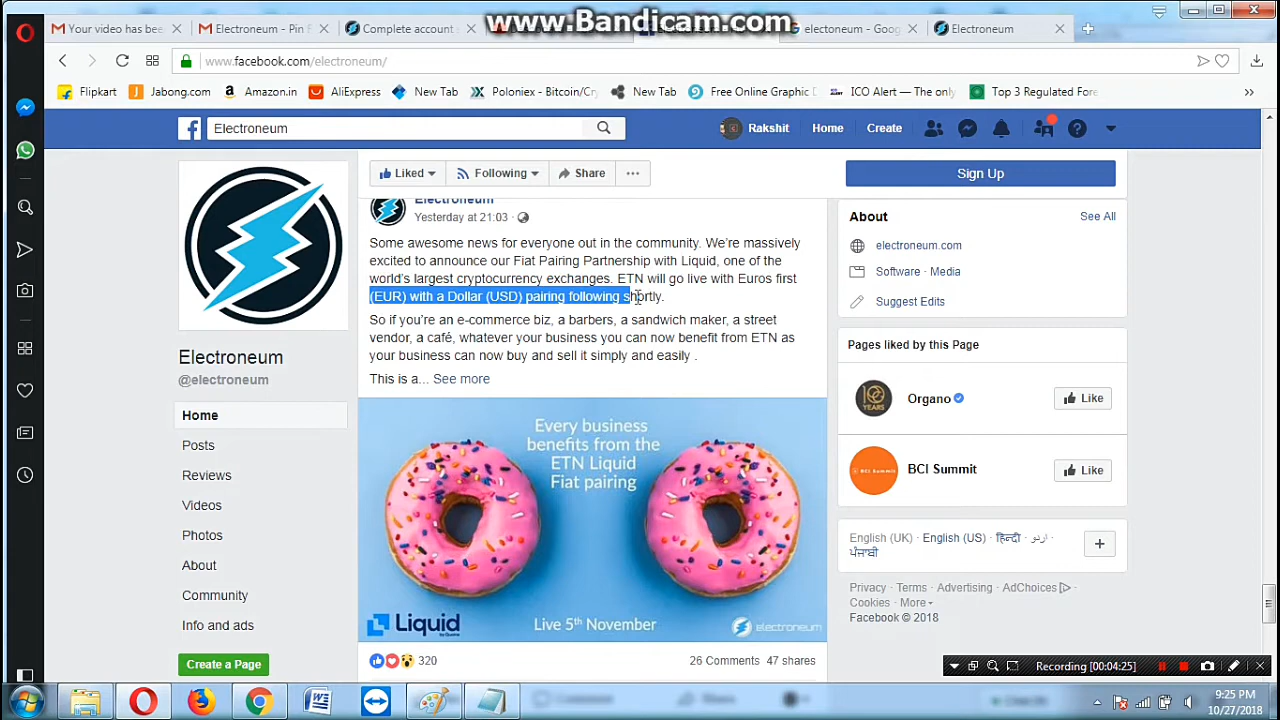 www.Bandicam.com
Your video has bee
Electroneum - Pin F
Complete account
electoneum - Goog
Electroneum
www.facebook.com/electroneum/
Flipkart
Jabong.com
Amazon.in
AliExpress
New Tab
Poloniex - Bitcoin/Cry
New Tab
Free Online Graphic D
ICO Alert — The only
Top 3 Regulated Fore
Electroneum
Rakshit
Home
Create
Liked
Following
Share
Sign Up
Electroneum
Yesterday at 21:03
Some awesome news for everyone out in the community. We're massively
excited to announce our Fiat Pairing Partnership with Liquid, one of the
world's largest cryptocurrency exchanges. ETN will go live with Euros first
(EUR) with a Dollar (USD) pairing following shortly.
So if you're an e-commerce biz, a barbers, a sandwich maker, a street
vendor, a café, whatever your business you can now benefit from ETN as
your business can now buy and sell it simply and easily .
This is a... See more
Every business
benefits from the
ETN Liquid
Fiat pairing
Liquid
by Quoine
Live 5th November
electroneum
320
26 Comments 47 shares
Electroneum
@electroneum
Home
Posts
Reviews
Videos
Photos
About
Community
Info and ads
Create a Page
About
See All
electroneum.com
Software · Media
Suggest Edits
Pages liked by this Page
10 YEARS
Organo
Like
BCI SUMMIT
BCI Summit
Like
English (UK) · English (US) · हिन्दी · اردو ·
ਪੰਜਾਬੀ
Privacy · Terms · Advertising · AdChoices ·
Cookies · More
Facebook © 2018
Recording [00:04:25]
9:25 PM
10/27/2018